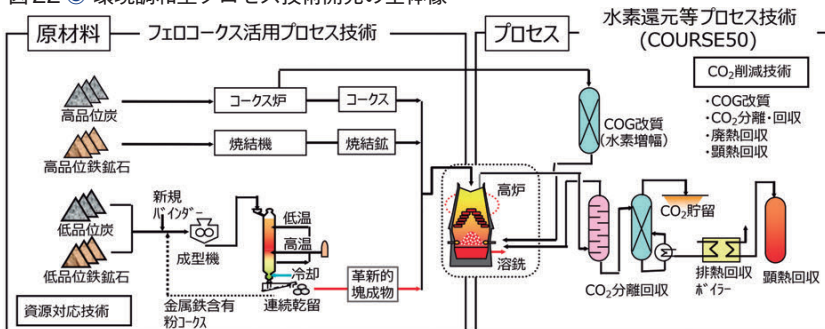 図22 ① 環境調和型プロセス技術開発の全体像
原材料
フェロコークス活用プロセス技術
プロセス
水素還元等プロセス技術
(COURSE50)
高品位炭
コークス炉
コークス
高品位鉄鉱石
焼結機
焼結鉱
COG改質
(水素増幅)
CO2削減技術
・COG改質
・CO2分離・回収
・廃熱回収
・顕熱回収
低品位炭
低品位鉄鉱石
新規
バインダー
成型機
低温
高温
冷却
連続乾留
革新的
塊成物
金属鉄含有
粉コークス
資源対応技術
高炉
溶銑
CO2分離回収
CO2貯留
排熱回収
ボイラー
顕熱回収